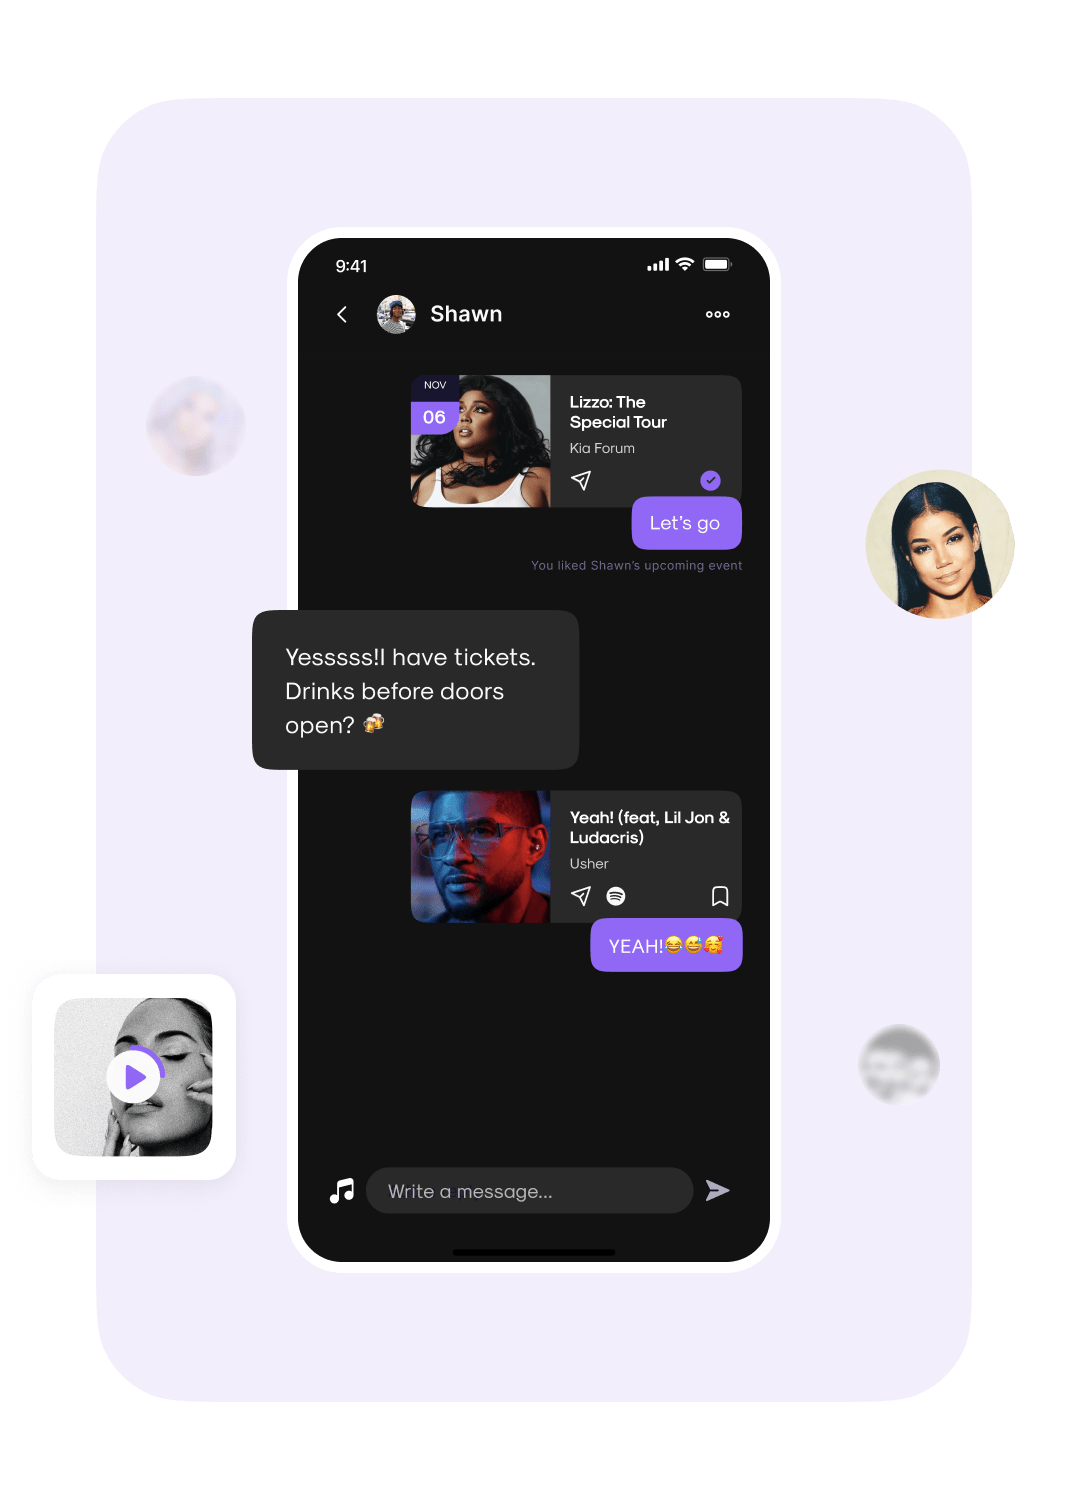 9:41
Shawn
NOV
06
Lizzo: The
Special Tour
Kia Forum
Let's go
You liked Shawn's upcoming event
Yesssss!I have tickets.
Drinks before doors
open? 🍻
Yeah! (feat, Lil Jon &
Ludacris)
Usher
YEAH!😂😅🥰
Write a message...